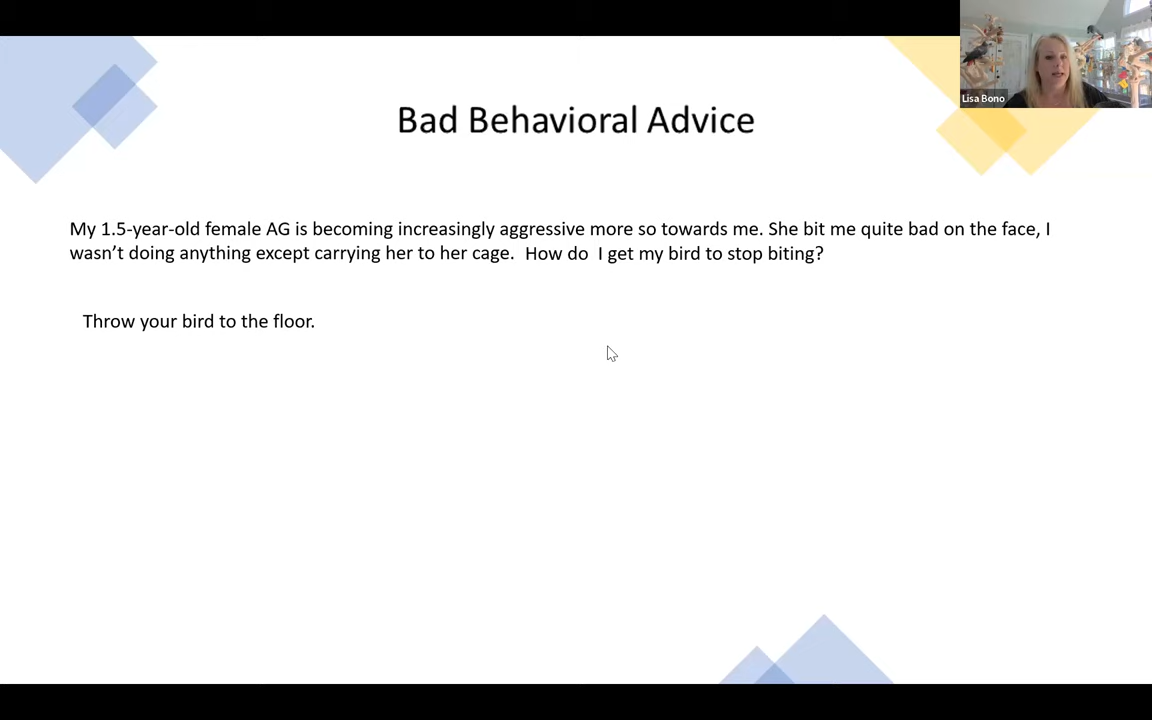 Lisa Bono
Bad Behavioral Advice
My 1.5-year-old female AG is becoming increasingly aggressive more so towards me. She bit me quite bad on the face, I
wasn’t doing anything except carrying her to her cage.  How do  I get my bird to stop biting?
Throw your bird to the floor.